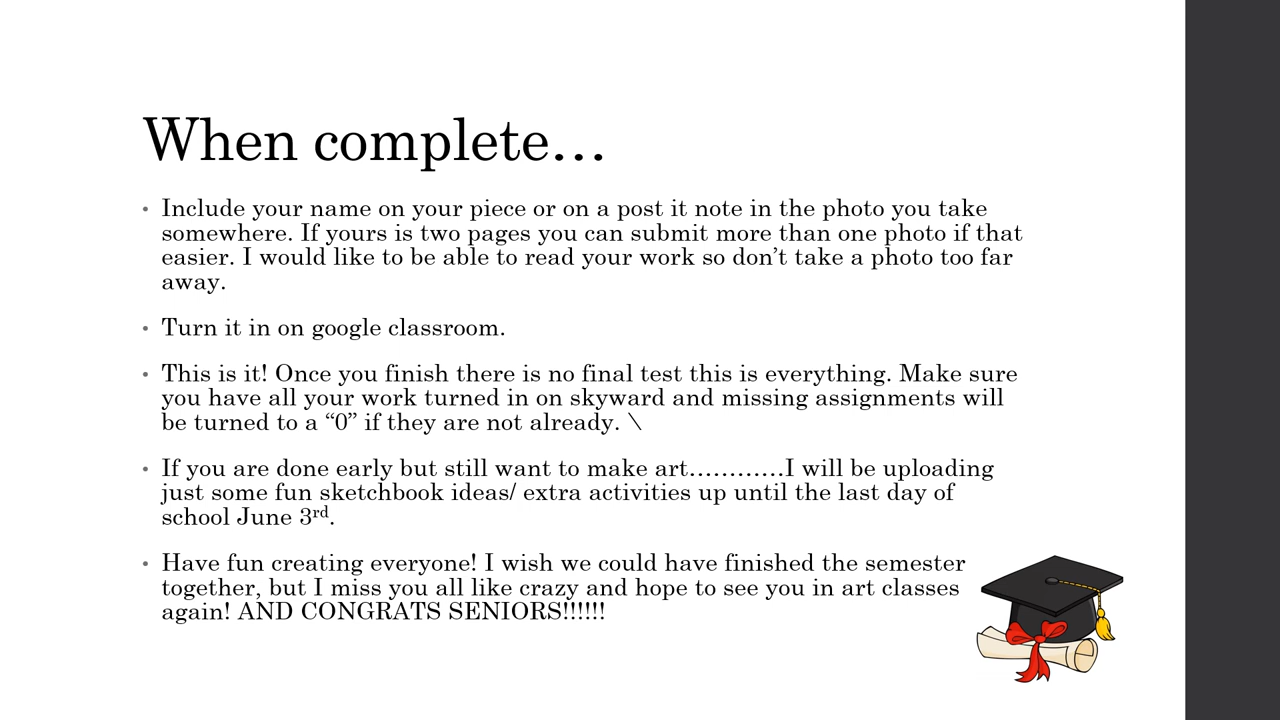 When complete…
• Include your name on your piece or on a post it note in the photo you take
somewhere. If yours is two pages you can submit more than one photo if that
easier. I would like to be able to read your work so don’t take a photo too far
away.
• Turn it in on google classroom.
• This is it! Once you finish there is no final test this is everything. Make sure
you have all your work turned in on skyward and missing assignments will
be turned to a “0” if they are not already. \
• If you are done early but still want to make art…………I will be uploading
just some fun sketchbook ideas/ extra activities up until the last day of
school June 3rd.
• Have fun creating everyone! I wish we could have finished the semester
together, but I miss you all like crazy and hope to see you in art classes
again! AND CONGRATS SENIORS!!!!!!